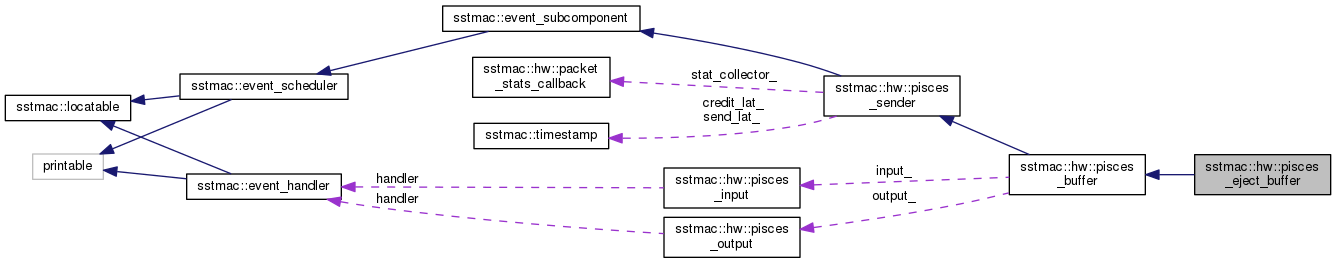 sstmac::event_subcomponent
sstmac::hw::packet
_stats_callback
stat_collector_
sstmac::event_scheduler
sstmac::hw::pisces
_sender
sstmac::locatable
credit_lat_
send_lat_
sstmac::timestamp
printable
sstmac::hw::pisces
_buffer
sstmac::hw::pisces
_eject_buffer
input_
handler
sstmac::event_handler
sstmac::hw::pisces
_input
handler
output_
sstmac::hw::pisces
_output